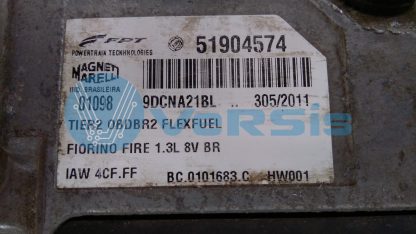 FPT 51904574
POWERTRAIN TECHNOLOGIES
MAGNETI
MARELLI
IND. BRASILEIRA
01098 9DCNA21BL .. 305/2011
TIER2 OBDBR2 FLEXFUEL
FIORINO FIRE 1.3L 8V BR
IAW 4CF.FF BC.0101683.C HW001